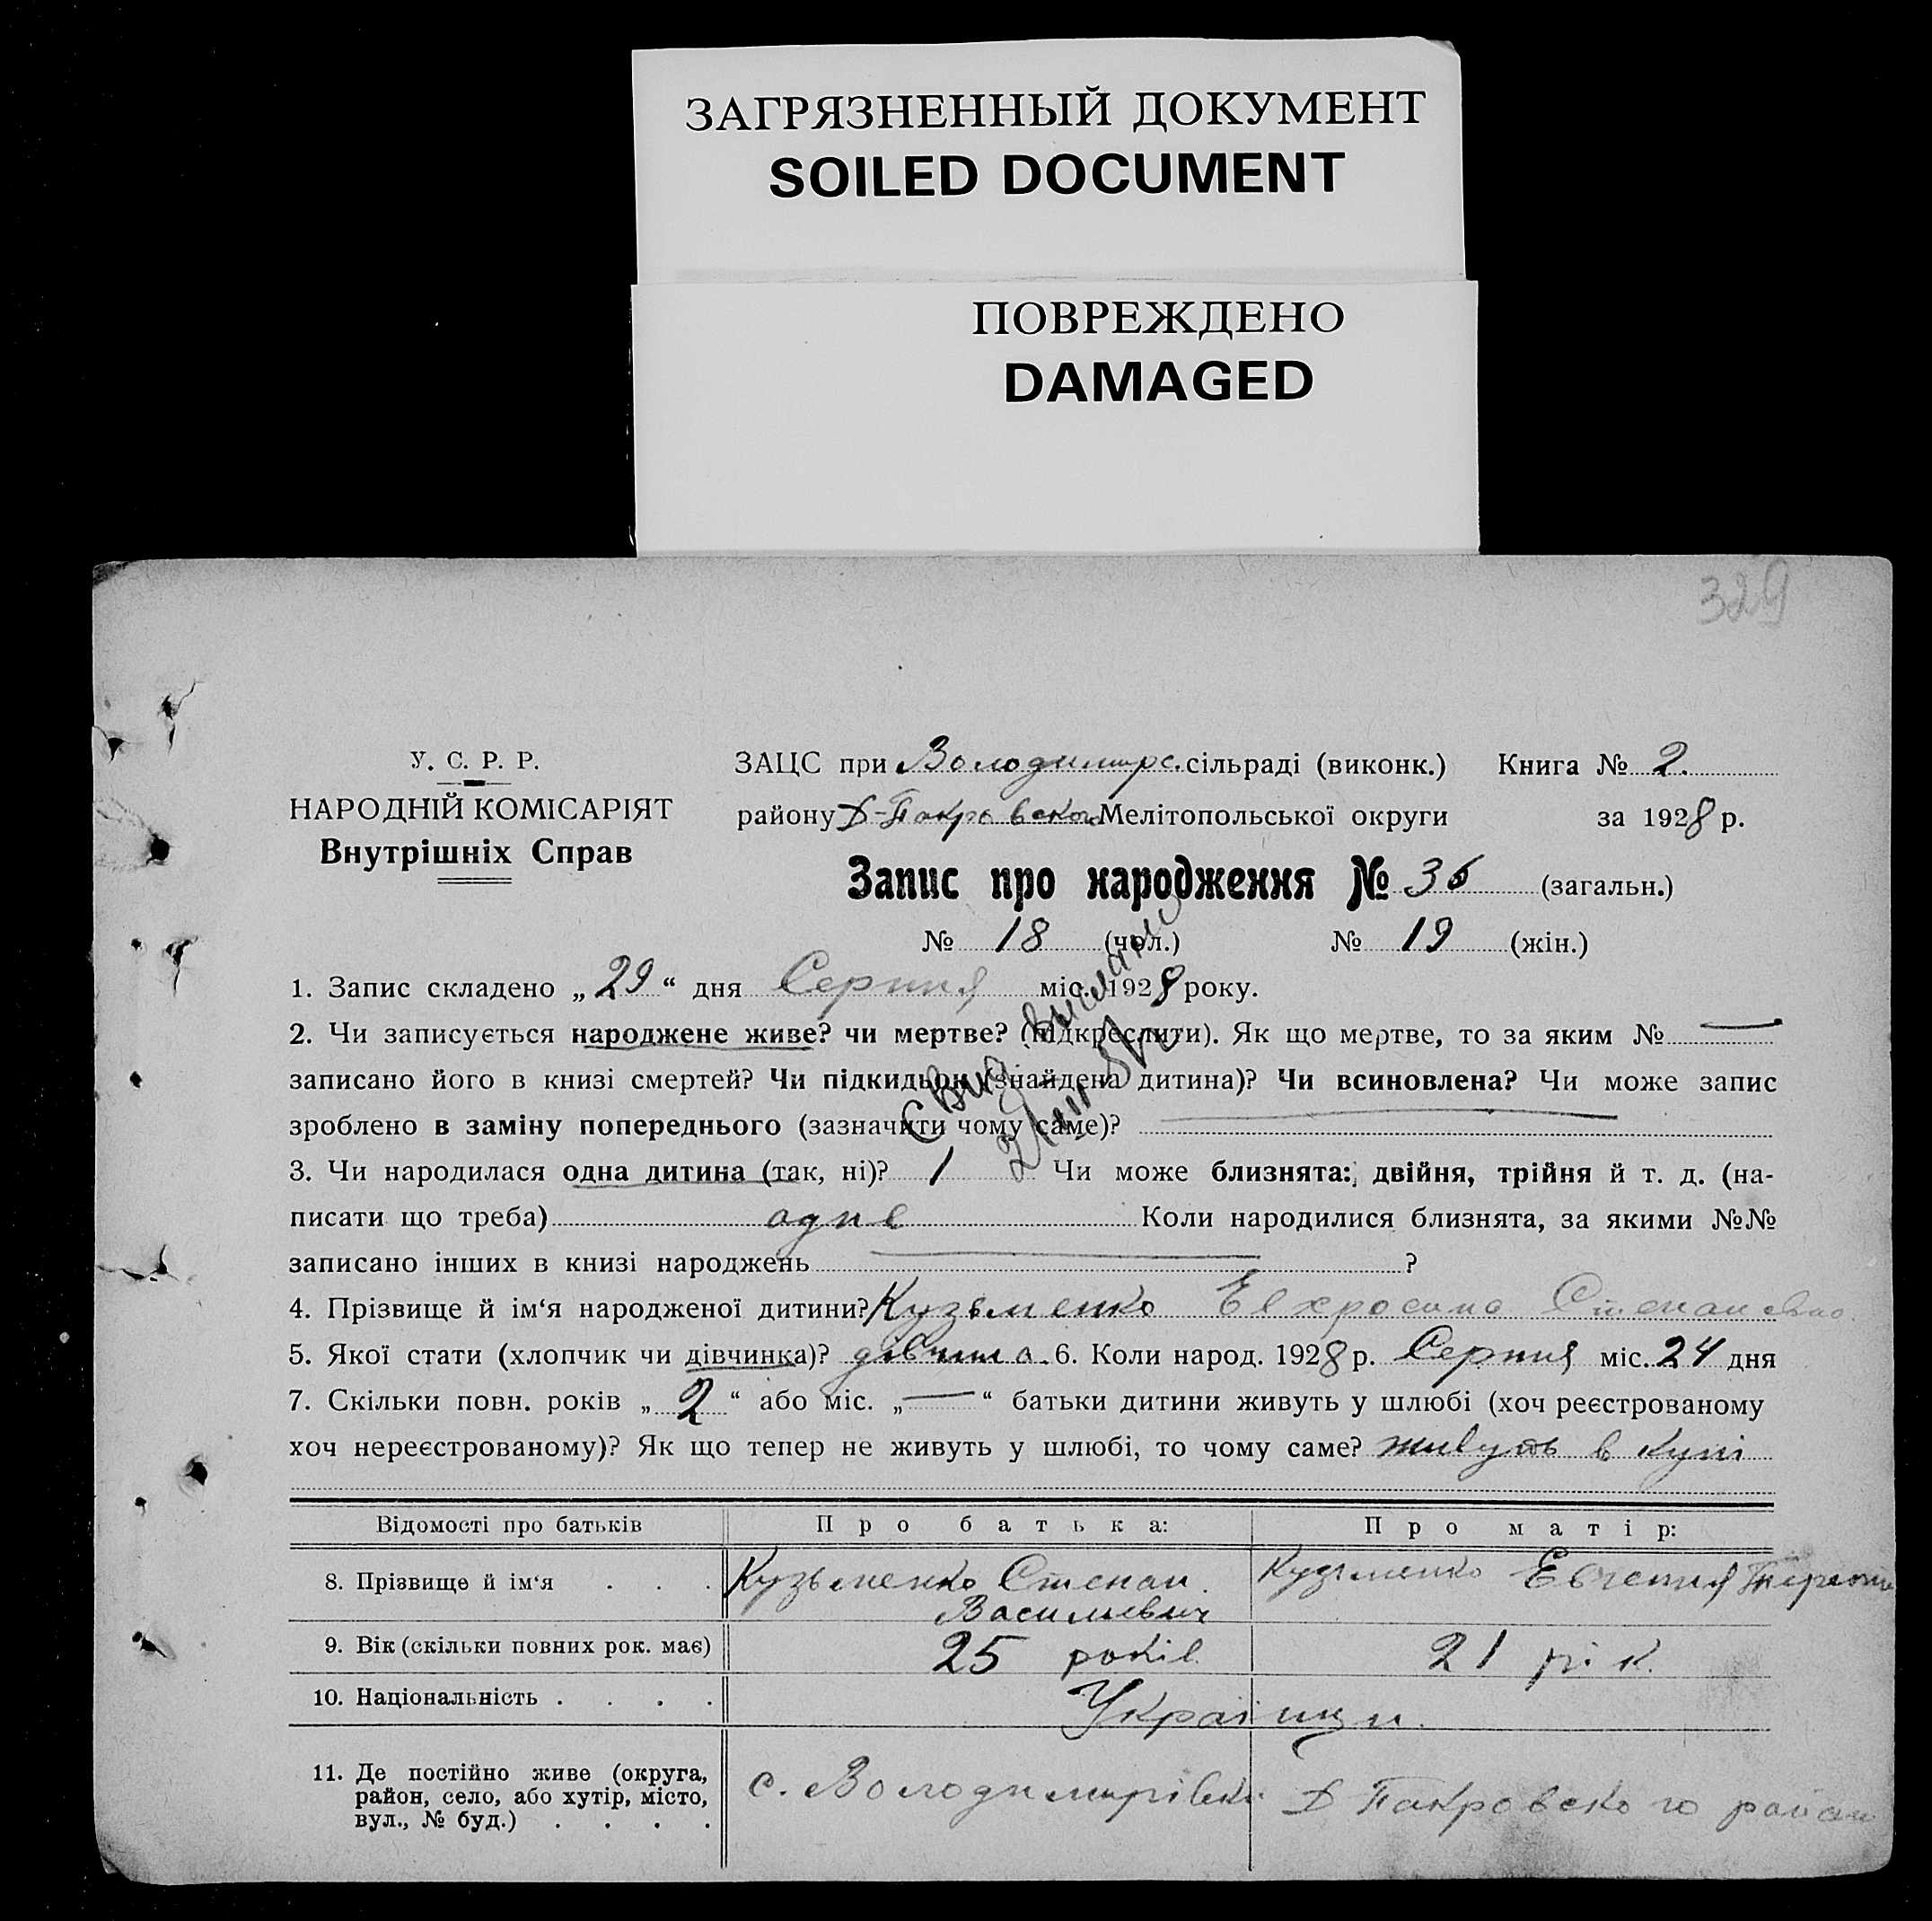 ЗАГРЯЗНЕННЫЙ ДОКУМЕНТ
SOILED DOCUMENT
ПОВРЕЖДЕНО
DAMAGED
329
У. С. Р. Р.
НАРОДНІЙ КОМІСАРІЯТ
Внутрішніх Справ
ЗАЦС при Володимирс. сільраді (виконк.) Книга № 2.
району Д-Пакровского Мелітопольської округи за 1928 р.
Запис про народження № 36 (загальн.)
№ 18 (чол.) № 19 (жін.)
1. Запис складено „29“ дня Серпня міс. 1928 року.
2. Чи записується народжене живе? чи мертве? (підкреслити). Як що мертве, то за яким № —
записано його в книзі смертей? Чи підкидьок (знайдена дитина)? Чи всиновлена? Чи може запис
зроблено в заміну попереднього (зазначити чому саме)? —
3. Чи народилася одна дитина (так, ні)? 1 Чи може близнята: двійня, трійня й т. д. (на-
писати що треба) одне Коли народилися близнята, за якими №№
записано інших в книзі народжень — ?
4. Прізвище й ім‘я народженої дитини? Кузьменко Евхросина Степановна
5. Якої стати (хлопчик чи дівчинка)? дівчина. 6. Коли народ. 1928 р. Серпня міс. 24 дня
7. Скільки повн. років „2“ або міс. „—“ батьки дитини живуть у шлюбі (хоч реєстрованому
хоч нереєстрованому)? Як що тепер не живуть у шлюбі, то чому саме? живуть в купі
Відомості про батьків Про батька: Про матір:
8. Прізвище й ім‘я . . . Кузьменко Степан. Кузьменко Евгения
Васильевич
9. Вік (скільки повних рок. має) 25 років. 21 рік.
10. Національність . . . . Українци.
11. Де постійно живе (округа,
район, село, або хутір, місто,
вул., № буд.) . . . .
с. Володимирівки Д Пакровского район